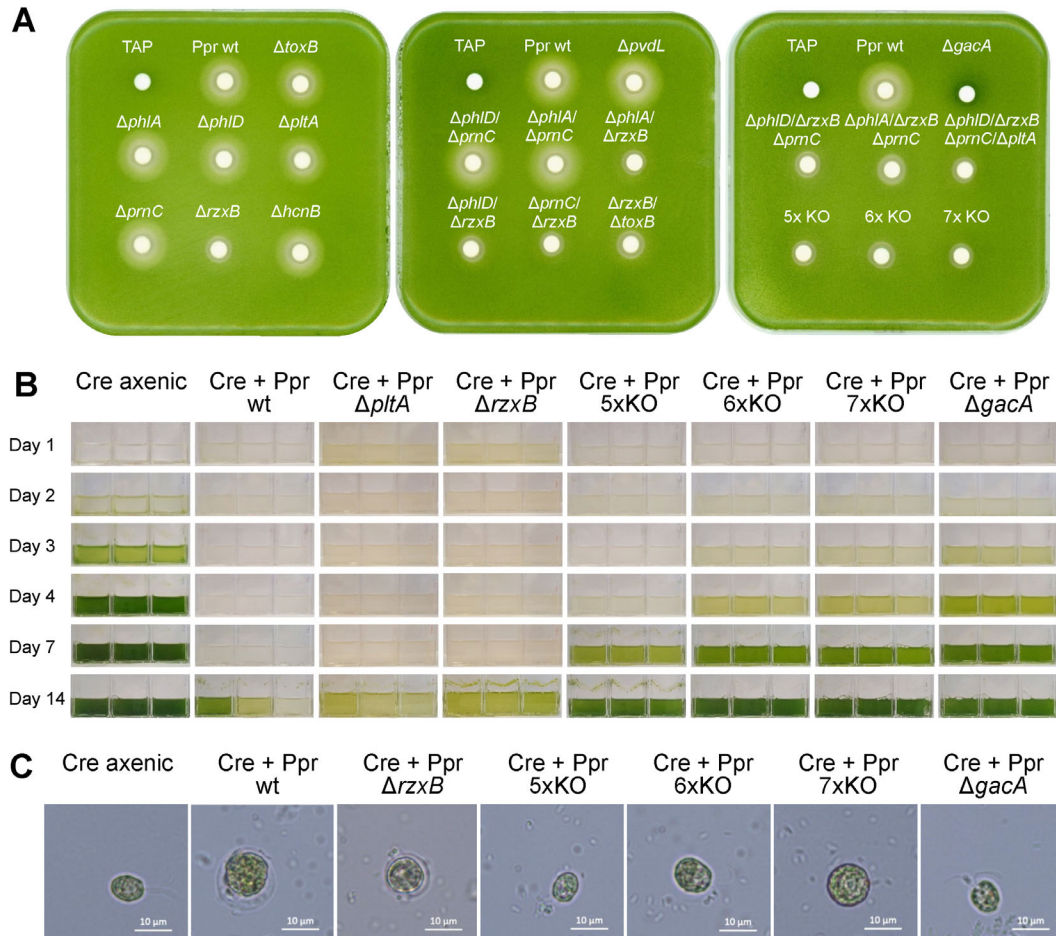 A
TAP Ppr wt ΔtoxB
ΔphlA ΔphlD ΔpltA
ΔprnC ΔrzxB ΔhcnB
TAP Ppr wt ΔpvdL
ΔphlD/ ΔphlA/ ΔphlA/
ΔprnC ΔprnC ΔrzxB
ΔphlD/ ΔprnC/ ΔrzxB/
ΔrzxB ΔrzxB ΔtoxB
TAP Ppr wt ΔgacA
ΔphlD/ΔrzxB ΔphlA/ΔrzxB ΔphlD/ΔrzxB
ΔprnC ΔprnC ΔprnC/ΔpltA
5x KO 6x KO 7x KO
B
Cre axenic Cre + Ppr Cre + Ppr Cre + Ppr Cre + Ppr Cre + Ppr Cre + Ppr Cre + Ppr
wt ΔpltA ΔrzxB 5xKO 6xKO 7xKO ΔgacA
Day 1
Day 2
Day 3
Day 4
Day 7
Day 14
C
Cre axenic Cre + Ppr Cre + Ppr Cre + Ppr Cre + Ppr Cre + Ppr Cre + Ppr
wt ΔrzxB 5xKO 6xKO 7xKO ΔgacA
10 µm 10 µm 10 µm 10 µm 10 µm 10 µm 10 µm